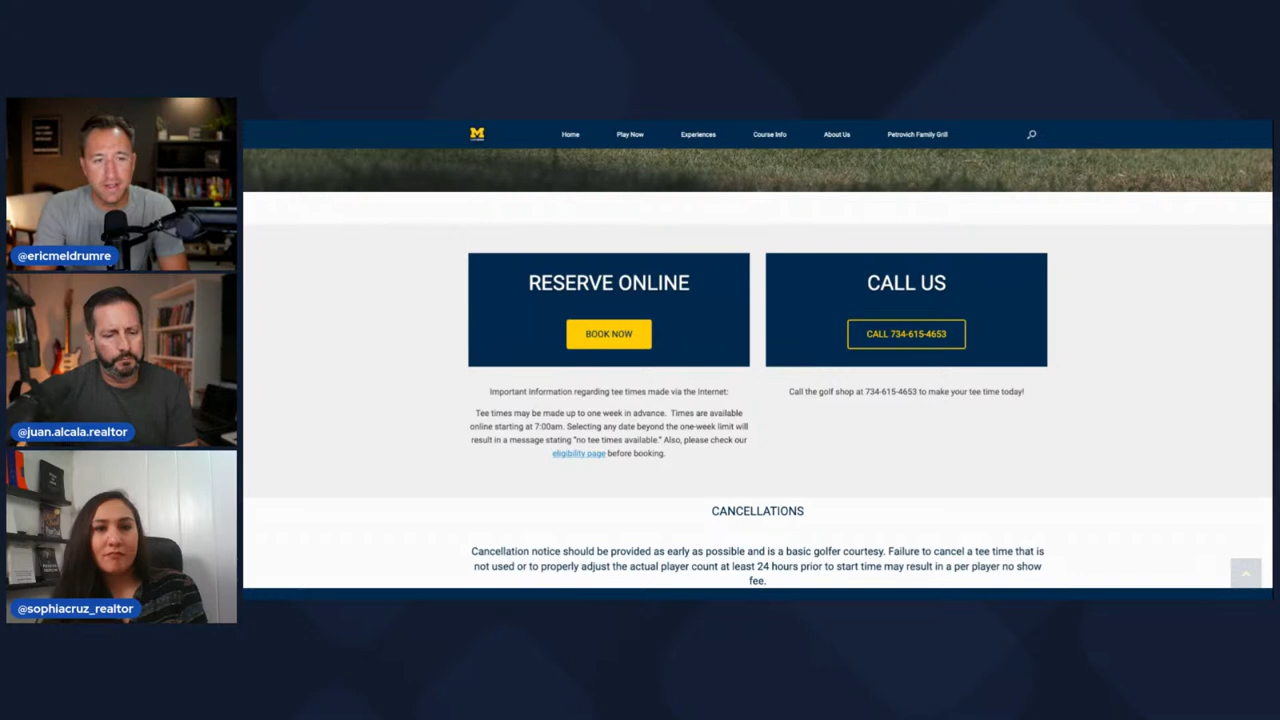 @ericmeldrumre
@juan.alcala.realtor
@sophiacruz_realtor
M
Home Play Now Experiences Course Info About Us Petrovich Family Grill
RESERVE ONLINE
BOOK NOW
Important Information regarding tee times made via the Internet:
Tee times may be made up to one week in advance. Times are available
online starting at 7:00am. Selecting any date beyond the one-week limit will
result in a message stating "no tee times available." Also, please check our
eligibility page before booking.
CALL US
CALL 734-615-4653
Call the golf shop at 734-615-4653 to make your tee time today!
CANCELLATIONS
Cancellation notice should be provided as early as possible and is a basic golfer courtesy. Failure to cancel a tee time that is
not used or to properly adjust the actual player count at least 24 hours prior to start time may result in a per player no show
fee.